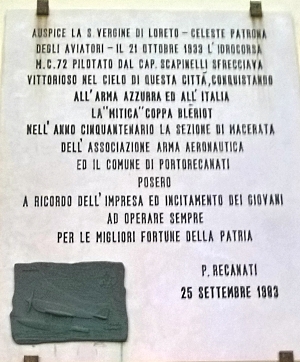 AUSPICE LA S. VERGINE DI LORETO - CELESTE PATRONA
DEGLI AVIATORI - IL 21 OTTOBRE 1933 L'IDROCORSA
M.C.72 PILOTATO DAL CAP. SCAPINELLI SFRECCIAVA
VITTORIOSO NEL CIELO DI QUESTA CITTÀ, CONQUISTANDO
ALL'ARMA AZZURRA ED ALL'ITALIA
LA "MITICA" COPPA BLÉRIOT
NELL'ANNO CINQUANTENARIO LA SEZIONE DI MACERATA
DELL'ASSOCIAZIONE ARMA AERONAUTICA
ED IL COMUNE DI PORTORECANATI
POSERO
A RICORDO DELL'IMPRESA ED INCITAMENTO DEI GIOVANI
AD OPERARE SEMPRE
PER LE MIGLIORI FORTUNE DELLA PATRIA
P. RECANATI
25 SETTEMBRE 1983